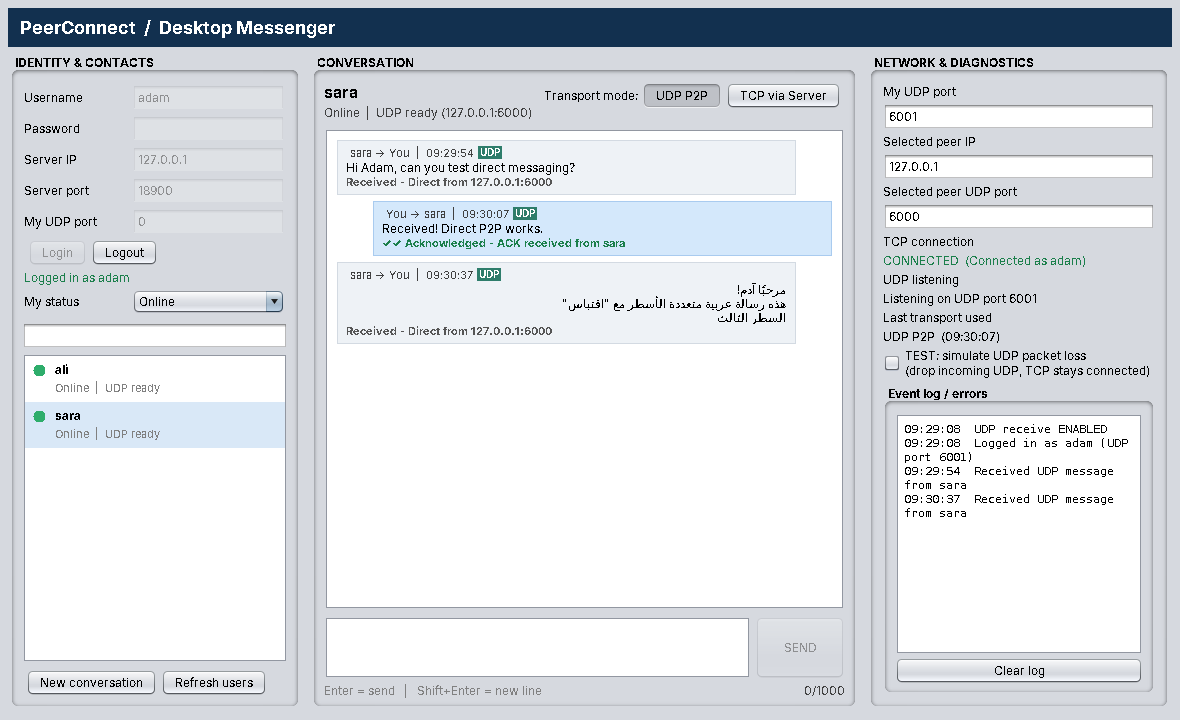 PeerConnect / Desktop Messenger
IDENTITY & CONTACTS
Username
adam
Password
Server IP
127.0.0.1
Server port
18900
My UDP port
0
Login
Logout
Logged in as adam
My status
Online
ali
Online | UDP ready
sara
Online | UDP ready
New conversation
Refresh users
CONVERSATION
sara
Online | UDP ready (127.0.0.1:6000)
Transport mode:
UDP P2P
TCP via Server
sara → You | 09:29:54 UDP
Hi Adam, can you test direct messaging?
Received - Direct from 127.0.0.1:6000
You → sara | 09:30:07 UDP
Received! Direct P2P works.
✓✓ Acknowledged - ACK received from sara
sara → You | 09:30:37 UDP
مرحبًا آدم!
هذه رسالة عربية متعددة الأسطر مع "اقتباس"
السطر الثالث
Received - Direct from 127.0.0.1:6000
SEND
Enter = send | Shift+Enter = new line
0/1000
NETWORK & DIAGNOSTICS
My UDP port
6001
Selected peer IP
127.0.0.1
Selected peer UDP port
6000
TCP connection
CONNECTED (Connected as adam)
UDP listening
Listening on UDP port 6001
Last transport used
UDP P2P (09:30:07)
TEST: simulate UDP packet loss
(drop incoming UDP, TCP stays connected)
Event log / errors
09:29:08 UDP receive ENABLED
09:29:08 Logged in as adam (UDP
port 6001)
09:29:54 Received UDP message
from sara
09:30:37 Received UDP message
from sara
Clear log